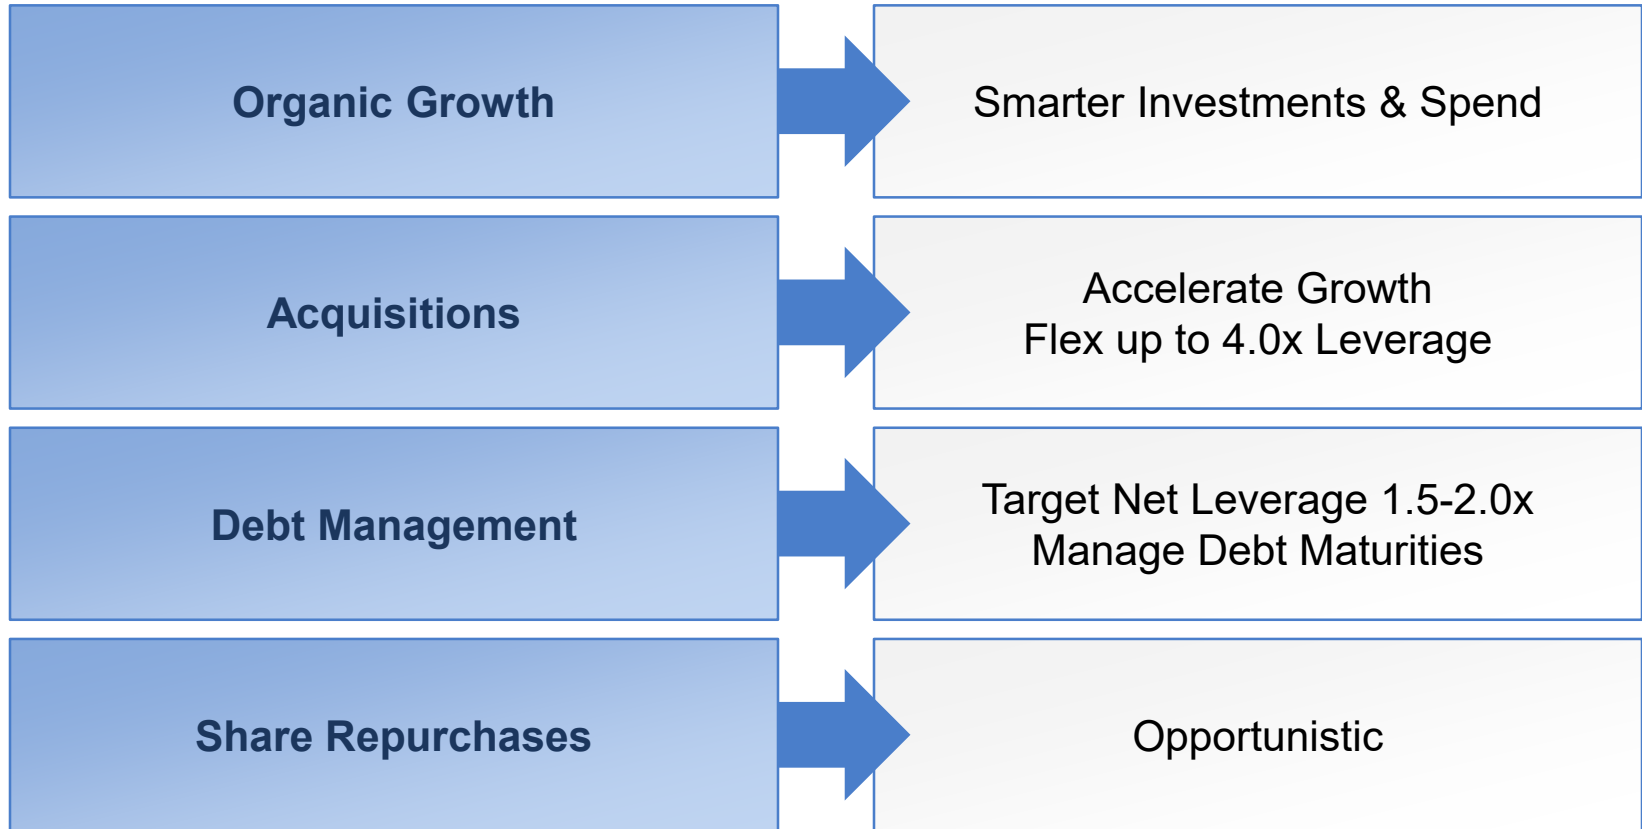 Organic Growth
Smarter Investments & Spend
Acquisitions
Accelerate Growth
Flex up to 4.0x Leverage
Debt Management
Target Net Leverage 1.5-2.0x
Manage Debt Maturities
Share Repurchases
Opportunistic